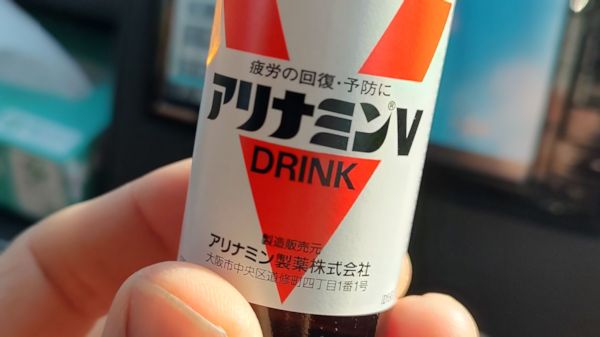 疲労の回復・予防に
アリナミン®V
DRINK
製造販売元
アリナミン製薬株式会社
大阪市中央区道修町四丁目1番1号